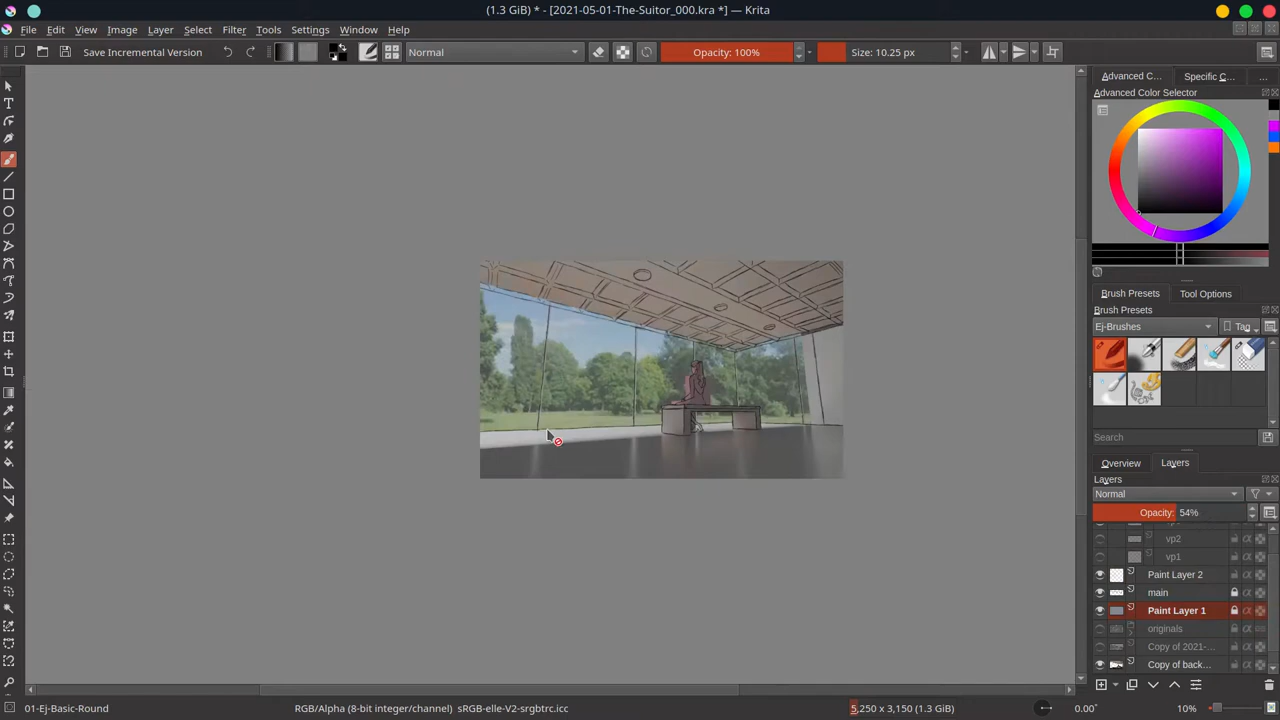 (1.3 GiB) * - [2021-05-01-The-Suitor_000.kra *] — Krita
File Edit View Image Layer Select Filter Tools Settings Window Help
Save Incremental Version
Normal
Opacity: 100%
Size: 10.25 px
Advanced C...
Specific C...
...
Advanced Color Selector
Brush Presets
Tool Options
Brush Presets
Ej-Brushes
Tag
Search
Overview
Layers
Layers
Normal
Opacity: 54%
vp2
vp1
Paint Layer 2
main
Paint Layer 1
originals
Copy of 2021-...
Copy of back...
01-Ej-Basic-Round
RGB/Alpha (8-bit integer/channel) sRGB-elle-V2-srgbtrc.icc
5,250 x 3,150 (1.3 GiB)
0.00°
10%